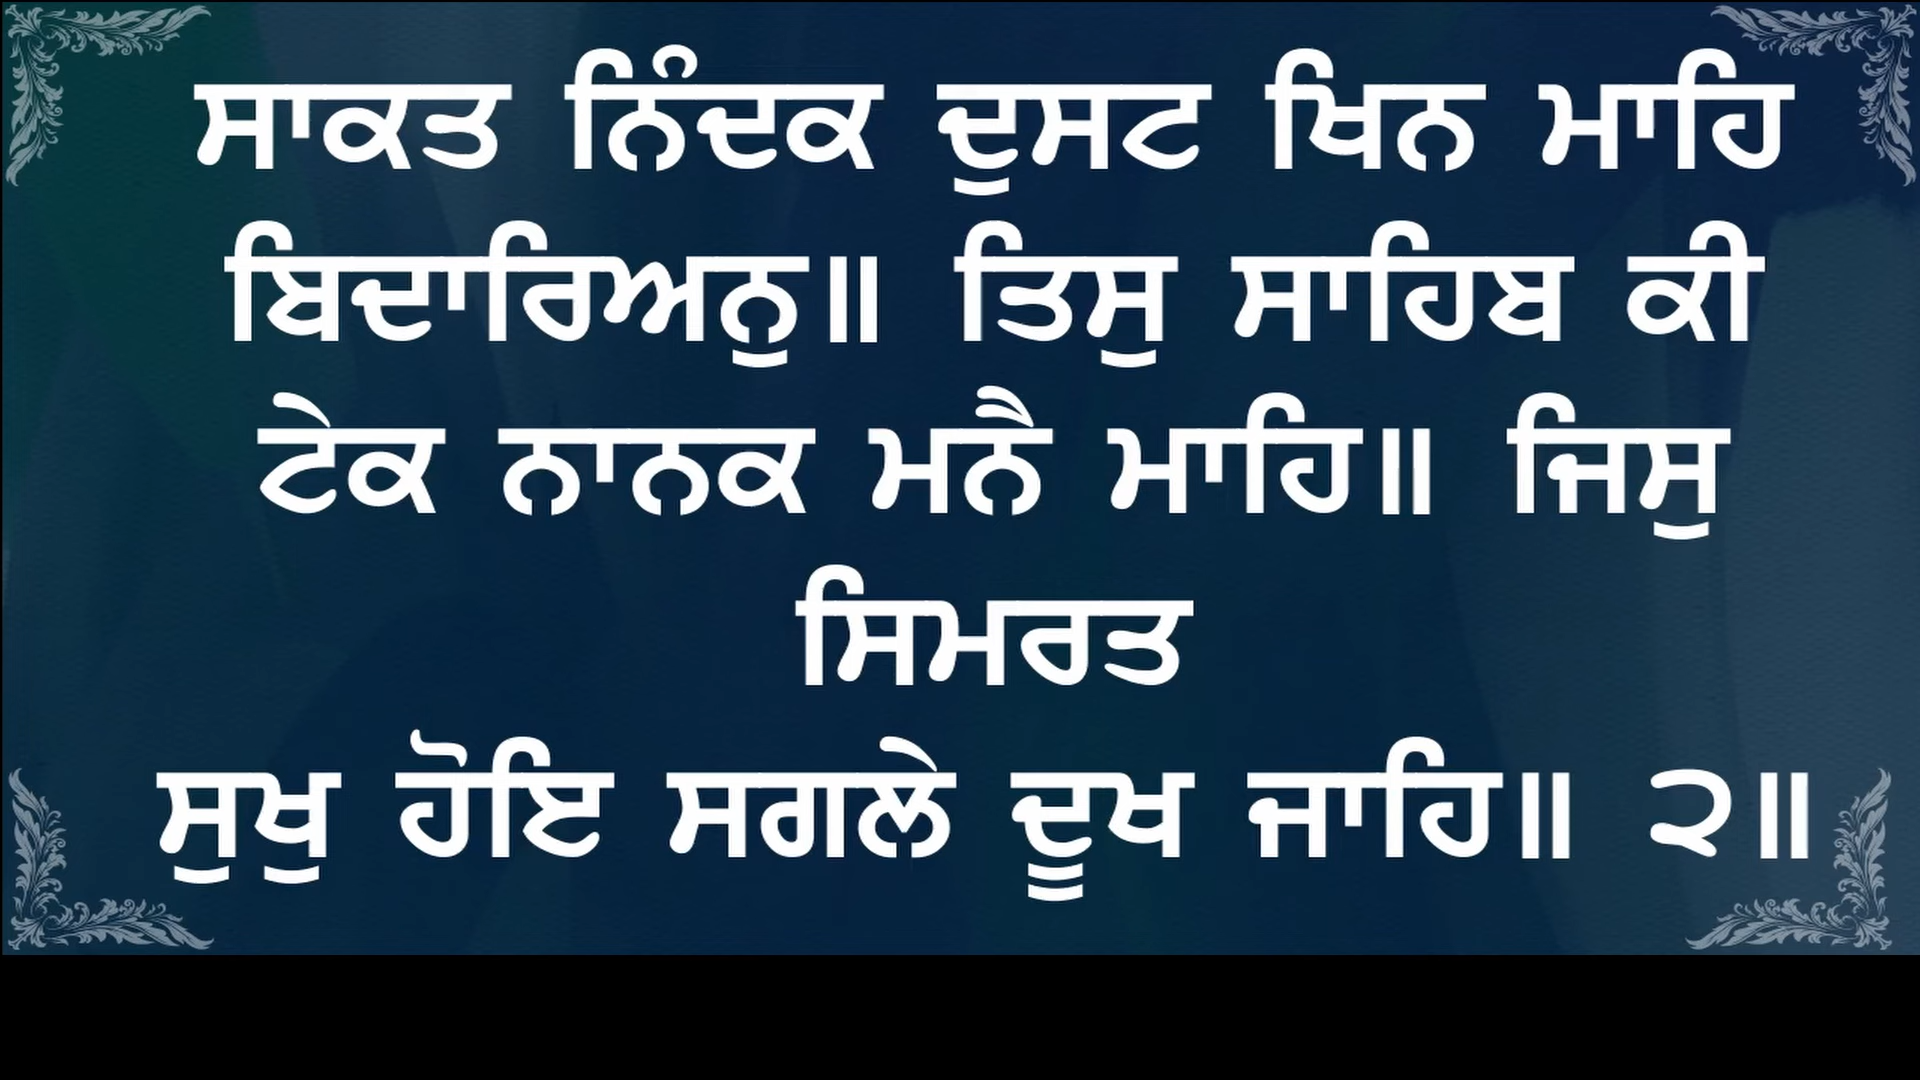 ਸਾਕਤ ਨਿੰਦਕ ਦੁਸਟ ਖਿਨ ਮਾਹਿ
ਬਿਦਾਰਿਅਨੁ॥ ਤਿਸੁ ਸਾਹਿਬ ਕੀ
ਟੇਕ ਨਾਨਕ ਮਨੈ ਮਾਹਿ॥ ਜਿਸੁ
ਸਿਮਰਤ
ਸੁਖੁ ਹੋਇ ਸਗਲੇ ਦੂਖ ਜਾਹਿ॥ ੨॥